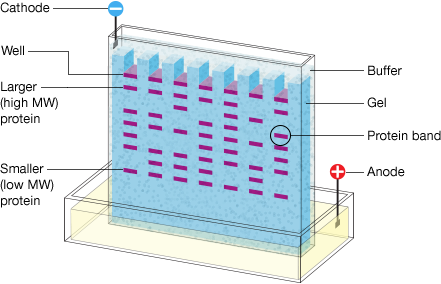 Cathode
Well
Larger
(high MW)
protein
Smaller
(low MW)
protein
Buffer
Gel
Protein band
Anode